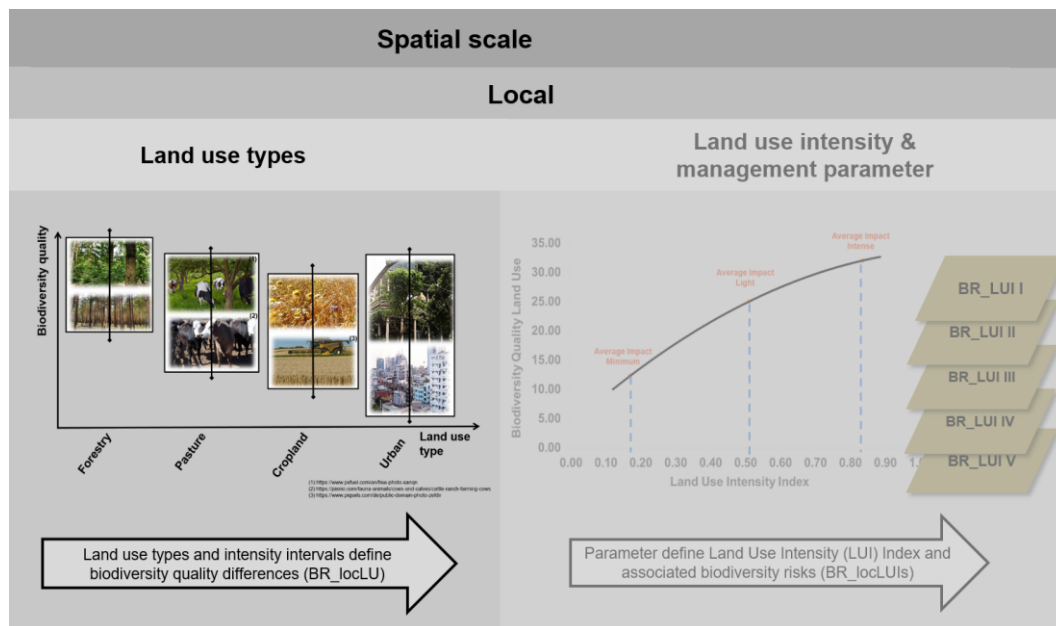 Spatial scale
Local
Land use types
Biodiversity quality
(1)
(2)
(3)
Forestry
Pasture
Cropland
Urban
Land use
type
Land use types and intensity intervals define
biodiversity quality differences (BR_locLU)
Land use intensity &
management parameter
Biodiversity Quality Land Use
35.00
30.00
25.00
20.00
15.00
10.00
5.00
0.00
Average Impact
Minimum
Average Impact
Light
Average Impact
Intense
0.00 0.10 0.20 0.30 0.40 0.50 0.60 0.70 0.80 0.90
Land Use Intensity Index
BR_LUI I
BR_LUI II
BR_LUI III
BR_LUI IV
BR_LUI V
Parameter define Land Use Intensity (LUI) Index and
associated biodiversity risks (BR_locLUIs)